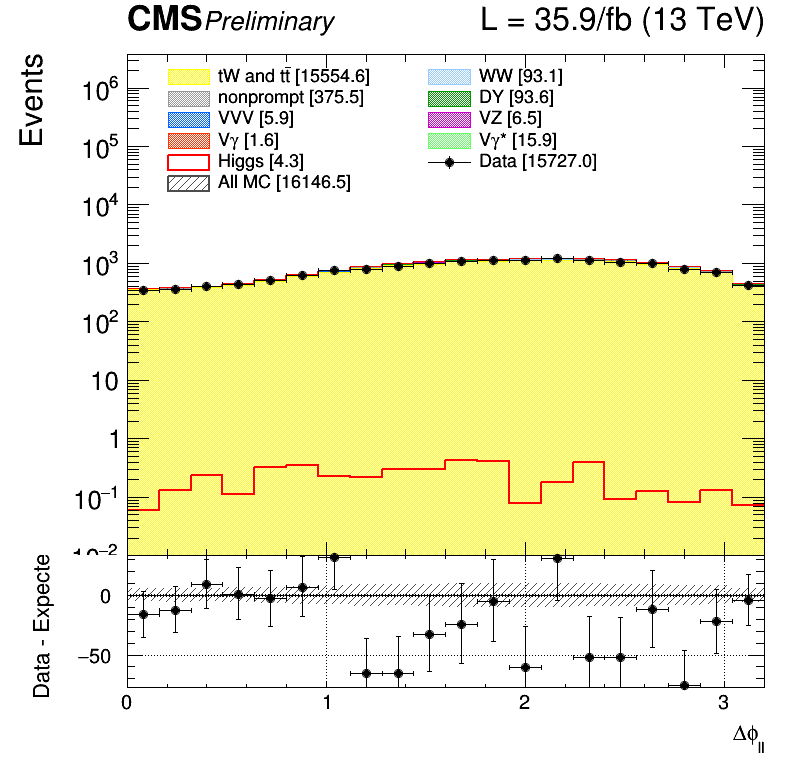 CMS Preliminary L = 35.9/fb (13 TeV)
Events
tW and tt̄ [15554.6] WW [93.1]
nonprompt [375.5] DY [93.6]
VVV [5.9] VZ [6.5]
Vγ [1.6] Vγ* [15.9]
Higgs [4.3] Data [15727.0]
All MC [16146.5]
10⁶
10⁵
10⁴
10³
10²
10
1
10⁻¹
10⁻²
Data - Expecte
0
−50
0 1 2 3
Δϕ_ll